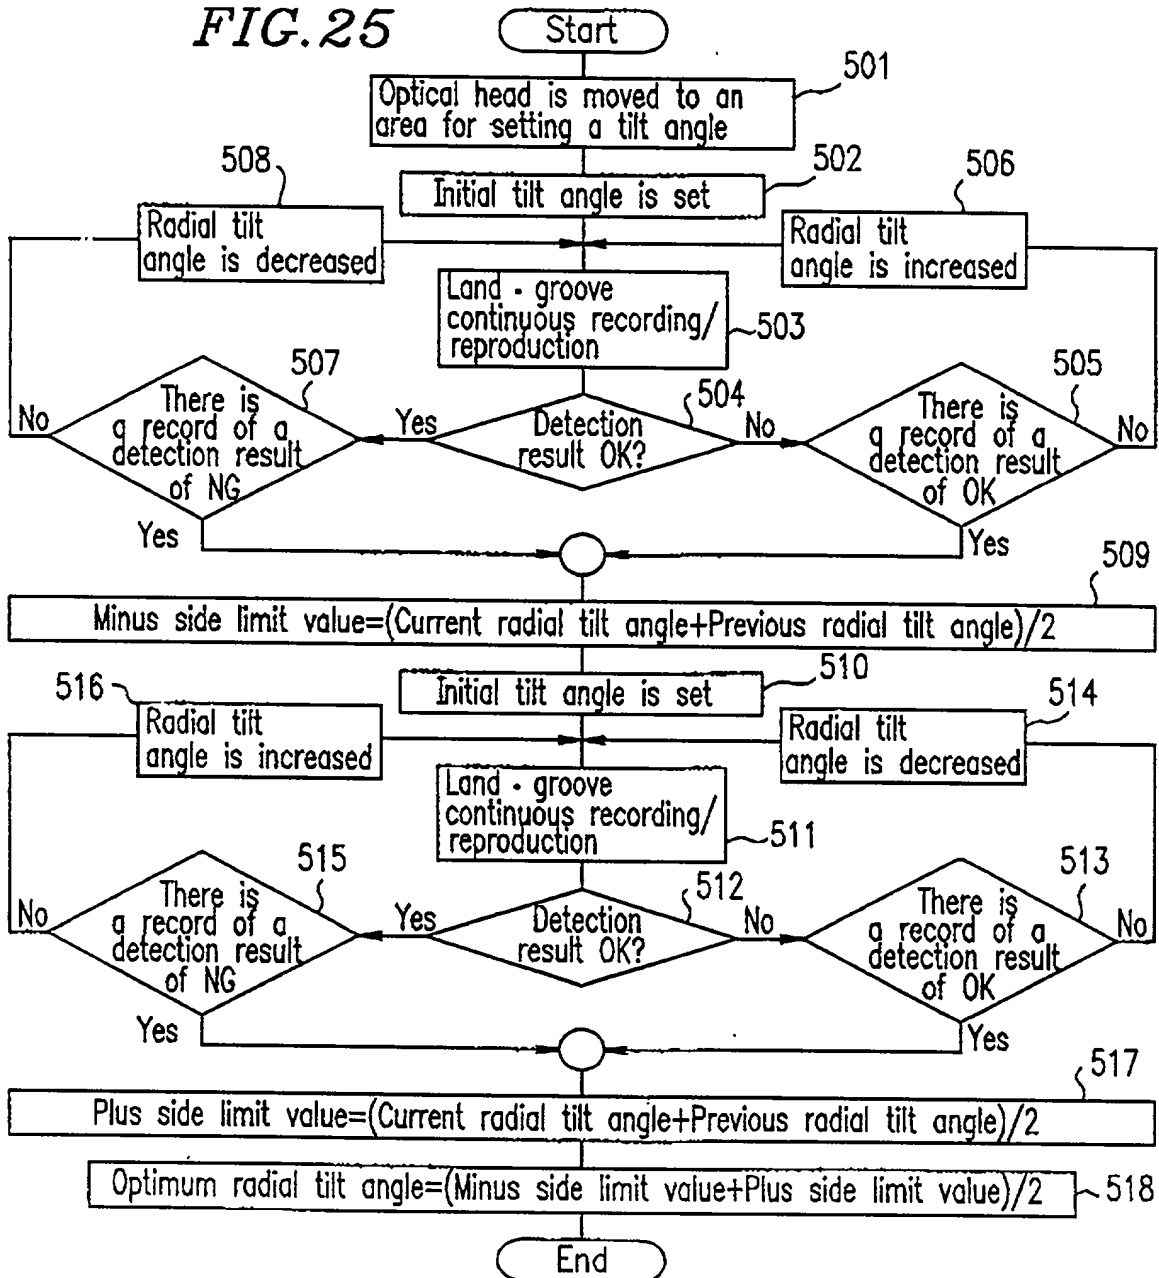 FIG.25
Start
501
Optical head is moved to an
area for setting a tilt angle
502
Initial tilt angle is set
508
Radial tilt
angle is decreased
506
Radial tilt
angle is increased
Land - groove
continuous recording/
reproduction
503
507
There is
a record of a
detection result
of NG
No
Yes
504
Detection
result OK?
Yes
No
505
There is
a record of a
detection result
of OK
No
Yes
509
Minus side limit value=(Current radial tilt angle+Previous radial tilt angle)/2
510
Initial tilt angle is set
516
Radial tilt
angle is increased
514
Radial tilt
angle is decreased
Land - groove
continuous recording/
reproduction
511
515
There is
a record of a
detection result
of NG
No
Yes
512
Detection
result OK?
Yes
No
513
There is
a record of a
detection result
of OK
No
Yes
517
Plus side limit value=(Current radial tilt angle+Previous radial tilt angle)/2
Optimum radial tilt angle=(Minus side limit value+Plus side limit value)/2
518
End